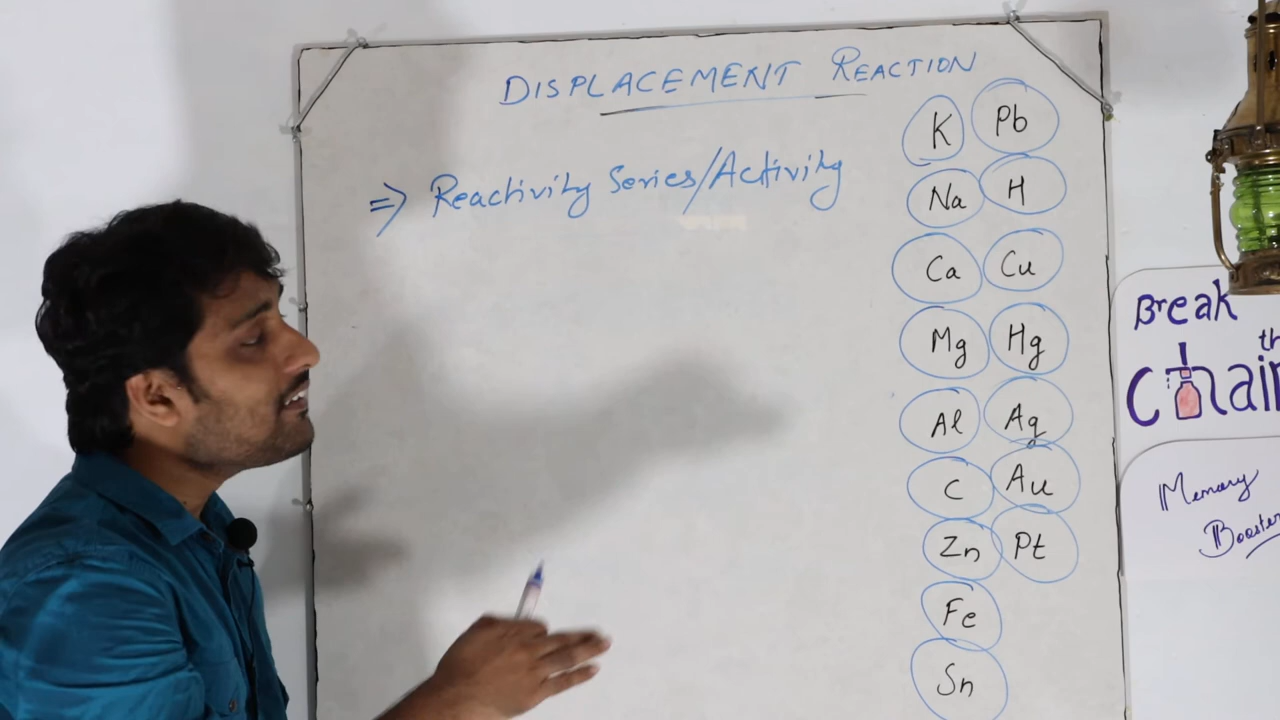 DISPLACEMENT REACTION
⇒ Reactivity Series/Activity
K
Na
Ca
Mg
Al
C
Zn
Fe
Sn
Pb
H
Cu
Hg
Ag
Au
Pt
Break
chain
Memory
Booster